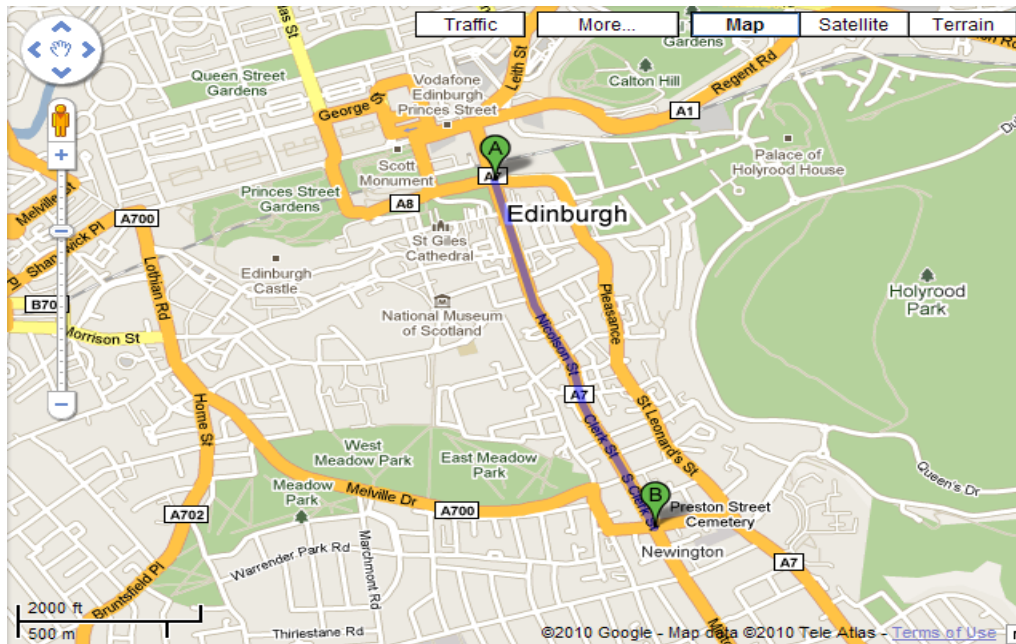 Traffic
More...
Map
Satellite
Terrain
Queen Street
Gardens
Vodafone
Edinburgh
Princes Street
Leith St
Gardens
Calton Hill
Regent Rd
George St
A1
A
Scott
Monument
A7
Palace of
Holyrood House
Princes Street
Gardens
A8
Melville St
A700
Edinburgh
St Giles
Cathedral
Lothian Rd
Edinburgh
Castle
Holyrood
Park
Pleasance
National Museum
of Scotland
Nicolson St
Morrison St
A7
Home St
Clerk St
St Leonard's St
West
Meadow Park
East Meadow
Park
Meadow
Park
Melville Dr
A700
S Clerk St
B
Preston Street
Cemetery
Queen's Dr
A702
Newington
Warrender Park Rd
Marchmont Rd
A7
Bruntsfield Pl
Thirlestane Rd
2000 ft
500 m
©2010 Google - Map data ©2010 Tele Atlas - Terms of Use